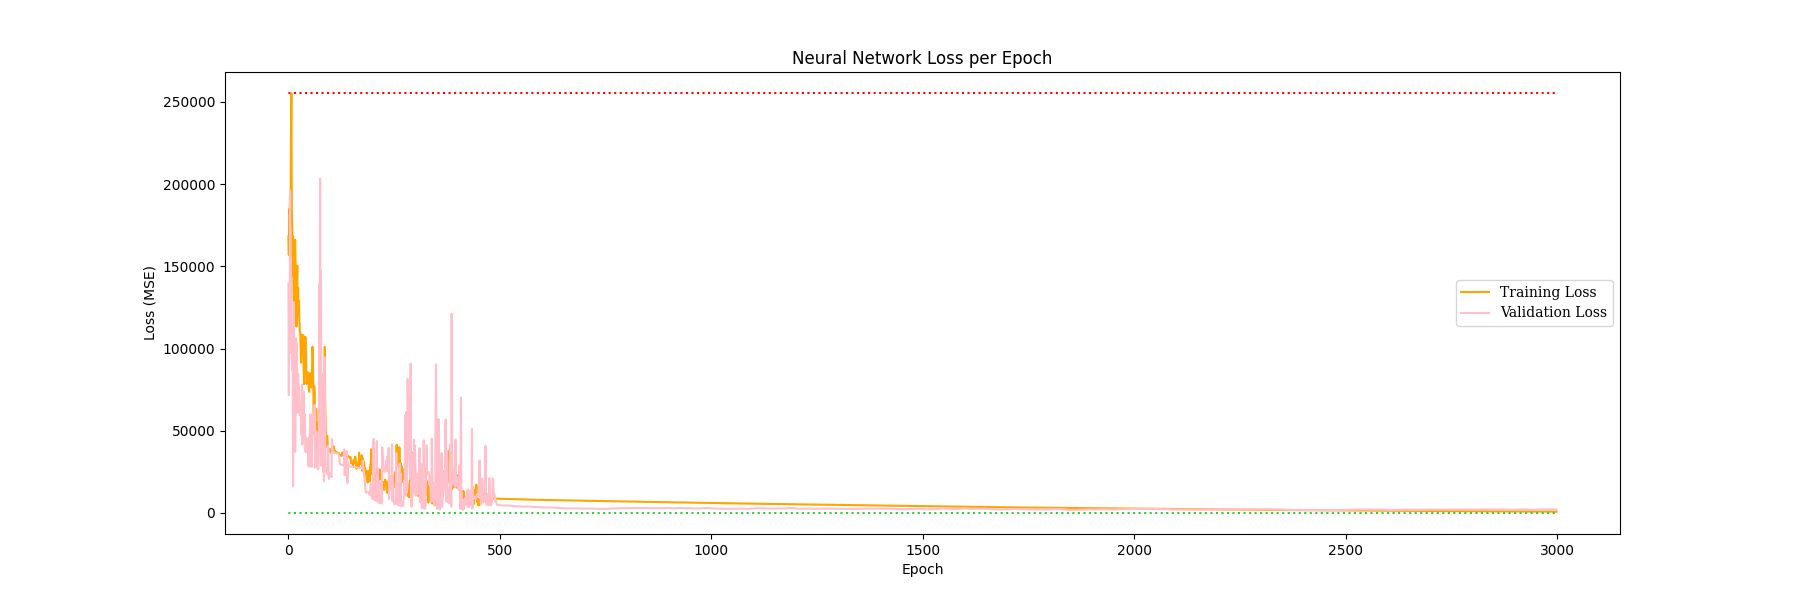 Neural Network Loss per Epoch
250000
200000
150000
100000
50000
0
Loss (MSE)
Training Loss
Validation Loss
0
500
1000
1500
2000
2500
3000
Epoch